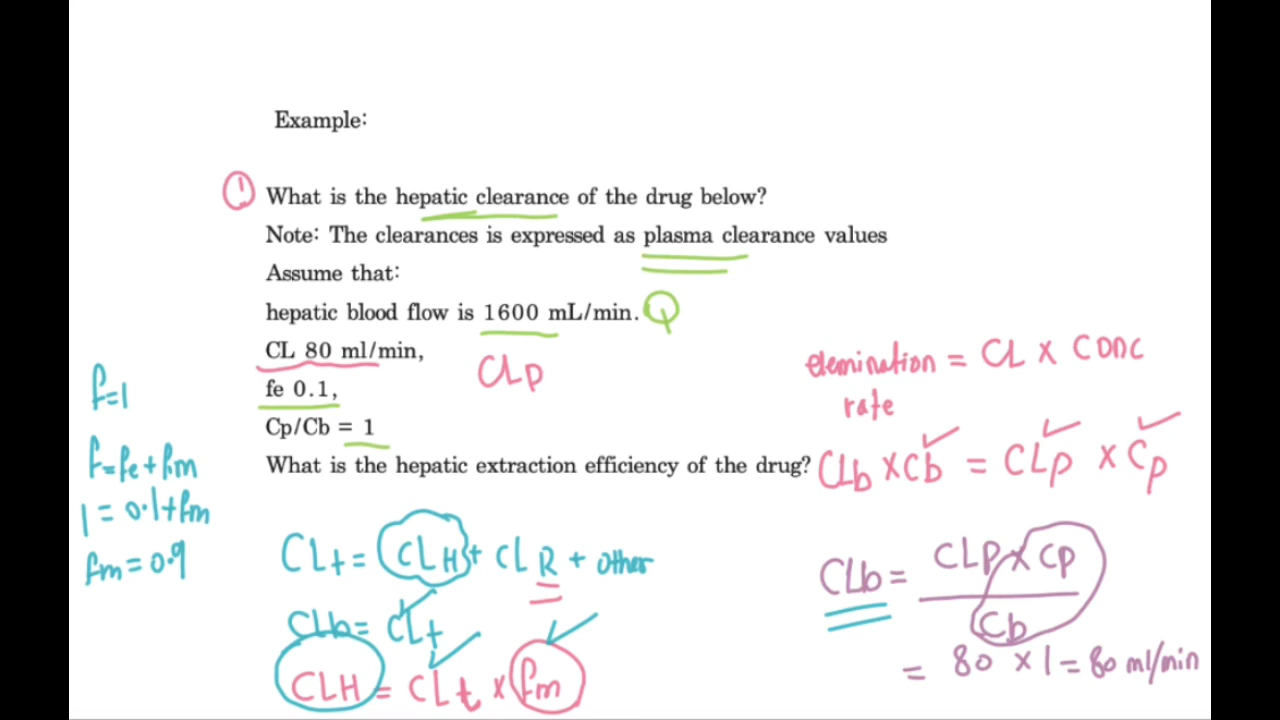 Example:
① What is the hepatic clearance of the drug below?
Note: The clearances is expressed as plasma clearance values
Assume that:
hepatic blood flow is 1600 mL/min. Q
CL 80 ml/min,
CLp
fe 0.1,
Cp/Cb = 1
What is the hepatic extraction efficiency of the drug?
f=1
f=fe+fm
1=0.1+fm
fm=0.9
elemination = CL x conc
rate
CLb x Cb = CLp x Cp
CLt = CLH + CLR + other
CLb = CLt
CLH = CLt x fm
CLb = CLp x Cp
Cb
= 80 x 1 = 80 ml/min